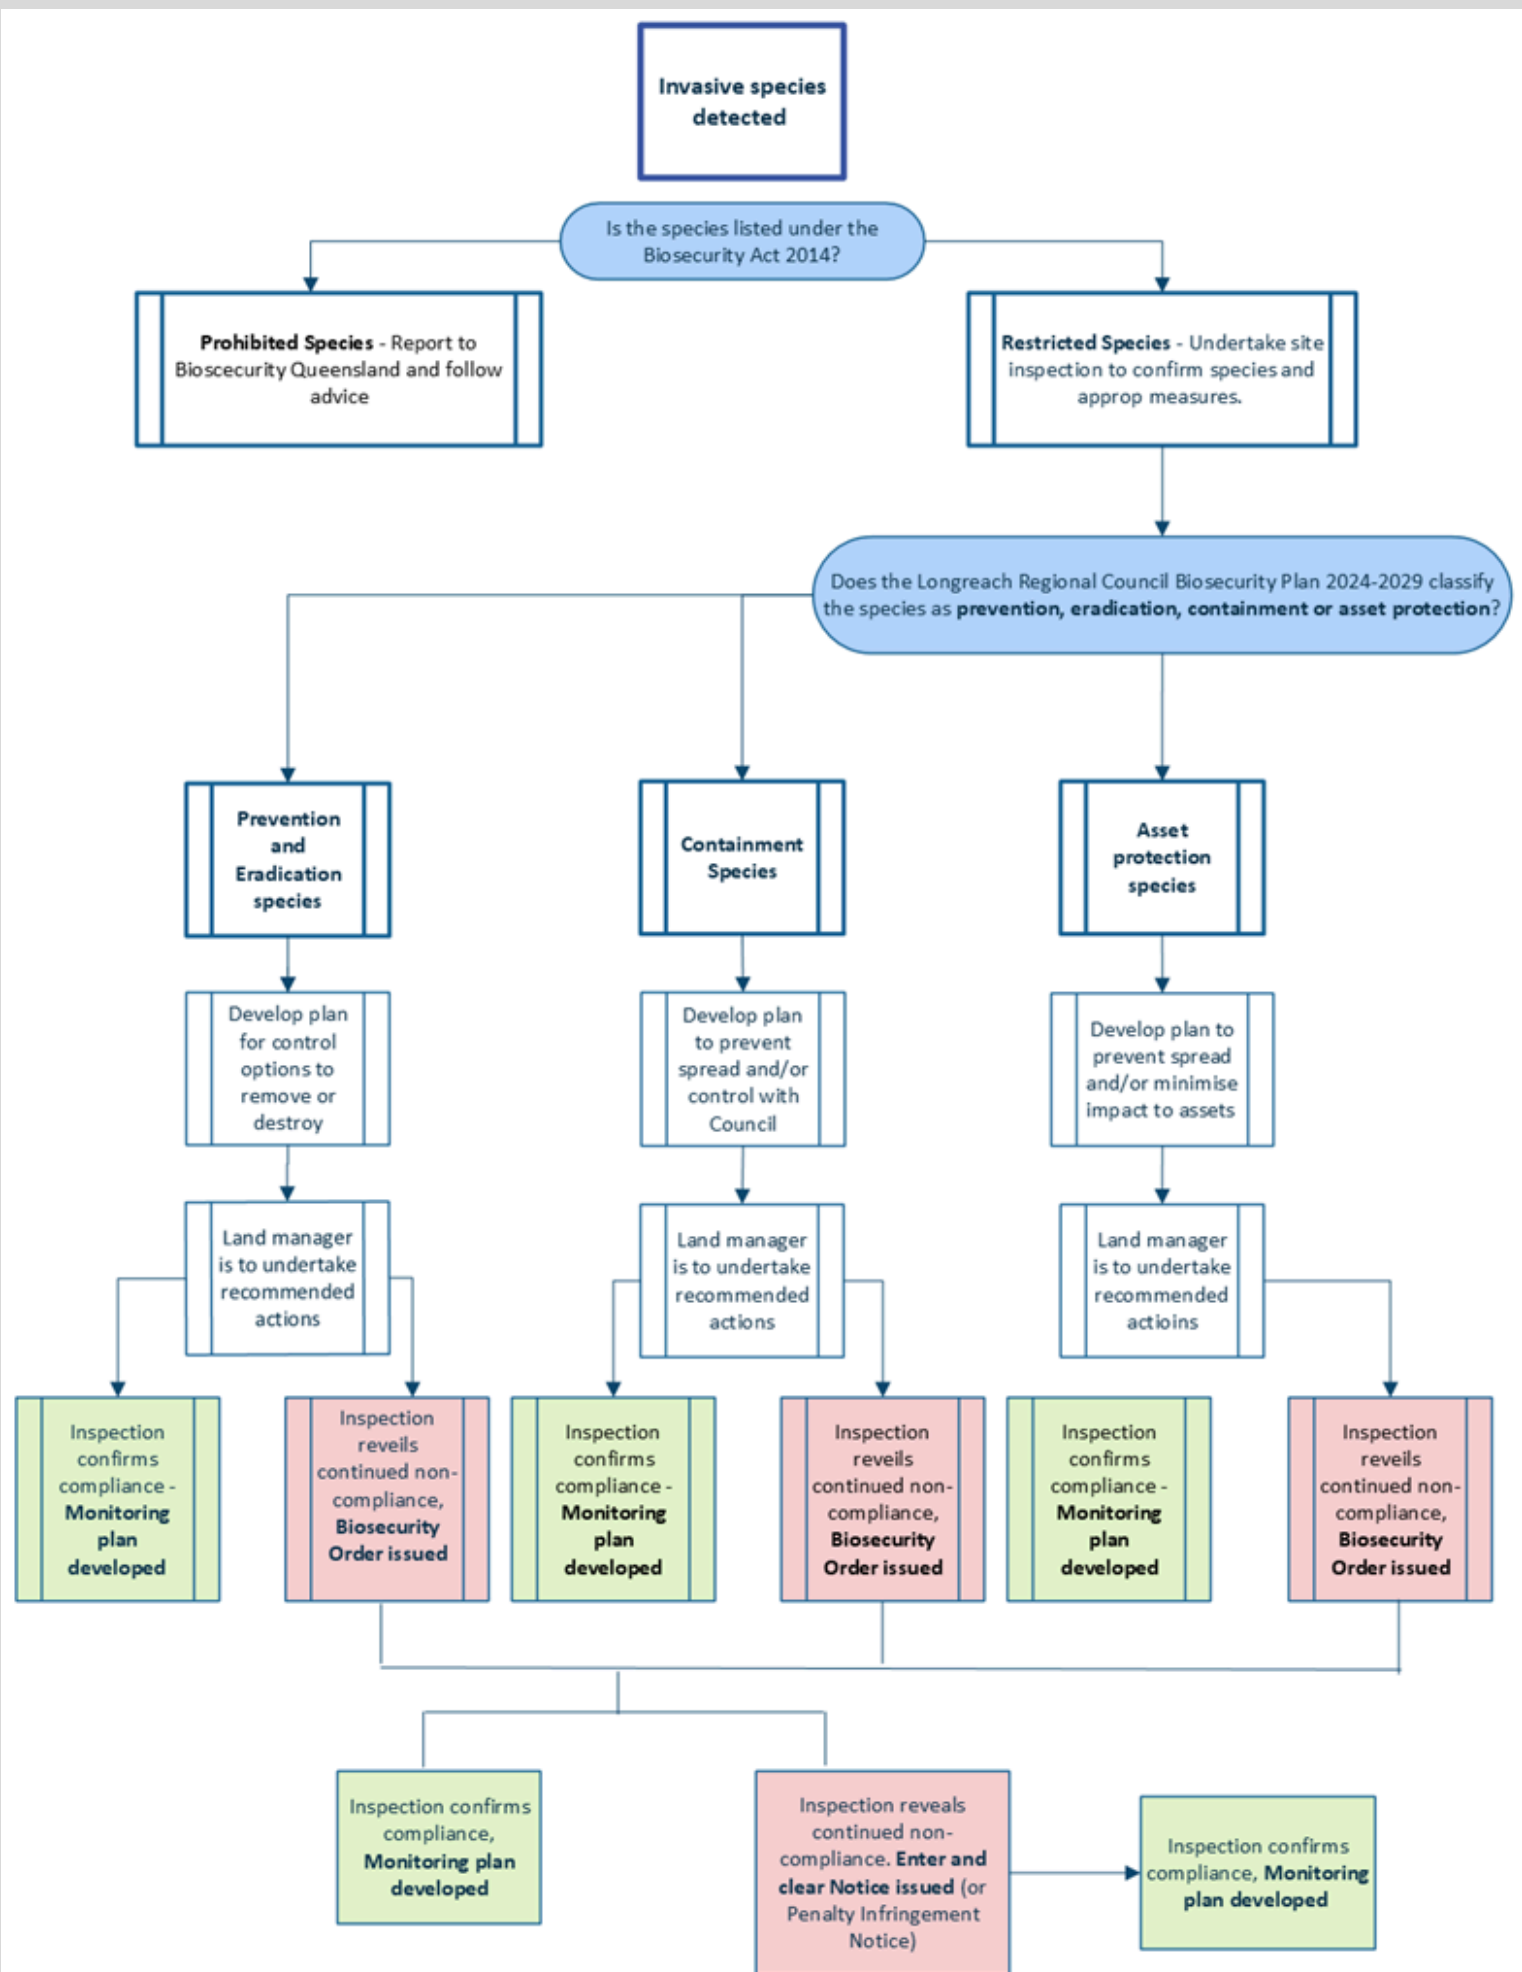 Invasive species
detected
Is the species listed under the
Biosecurity Act 2014?
Prohibited Species - Report to
Bioscecurity Queensland and follow
advice
Restricted Species - Undertake site
inspection to confirm species and
approp measures.
Does the Longreach Regional Council Biosecurity Plan 2024-2029 classify
the species as prevention, eradication, containment or asset protection?
Prevention
and
Eradication
species
Containment
Species
Asset
protection
species
Develop plan
for control
options to
remove or
destroy
Develop plan
to prevent
spread and/or
control with
Council
Develop plan to
prevent spread
and/or minimise
impact to assets
Land manager
is to undertake
recommended
actions
Land manager
is to undertake
recommended
actions
Land manager
is to undertake
recommended
actioins
Inspection
confirms
compliance -
Monitoring
plan
developed
Inspection
reveils
continued non-
compliance,
Biosecurity
Order issued
Inspection
confirms
compliance -
Monitoring
plan
developed
Inspection
reveils
continued non-
compliance,
Biosecurity
Order issued
Inspection
confirms
compliance -
Monitoring
plan
developed
Inspection
reveils
continued non-
compliance,
Biosecurity
Order issued
Inspection confirms
compliance,
Monitoring plan
developed
Inspection reveals
continued non-
compliance. Enter and
clear Notice issued (or
Penalty Infringement
Notice)
Inspection confirms
compliance, Monitoring
plan developed